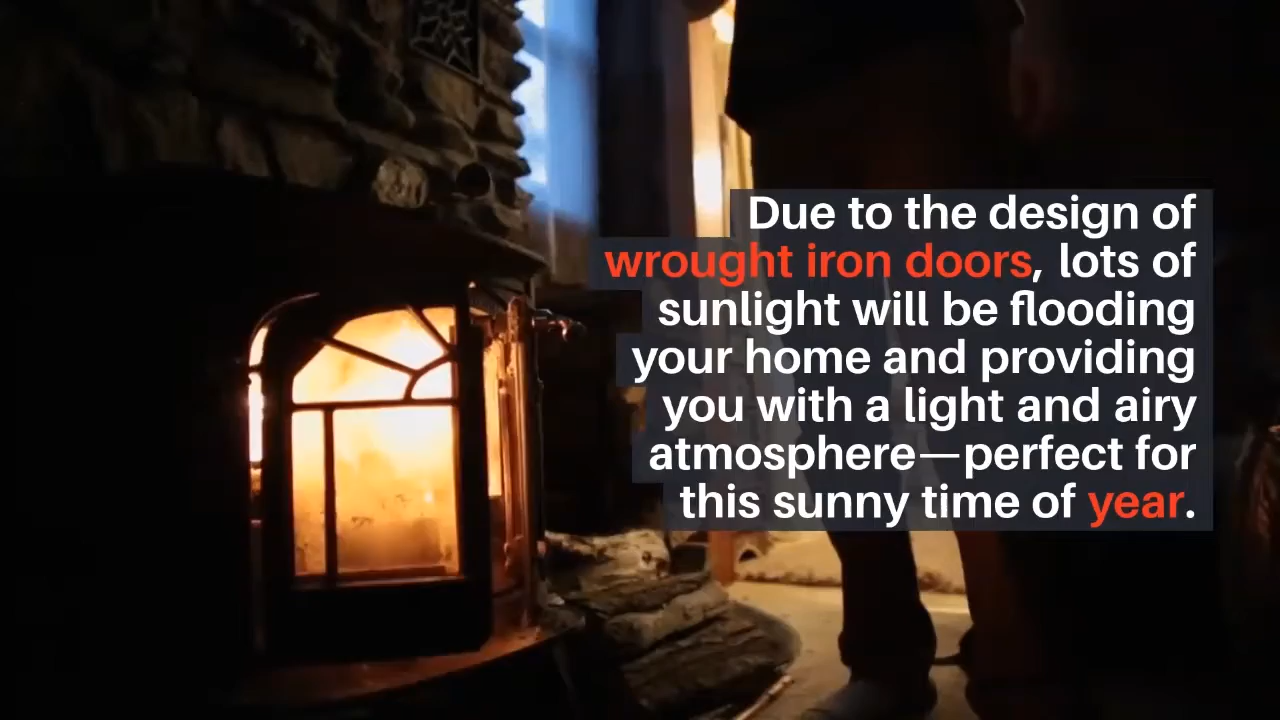 Due to the design of
wrought iron doors, lots of
sunlight will be flooding
your home and providing
you with a light and airy
atmosphere—perfect for
this sunny time of year.